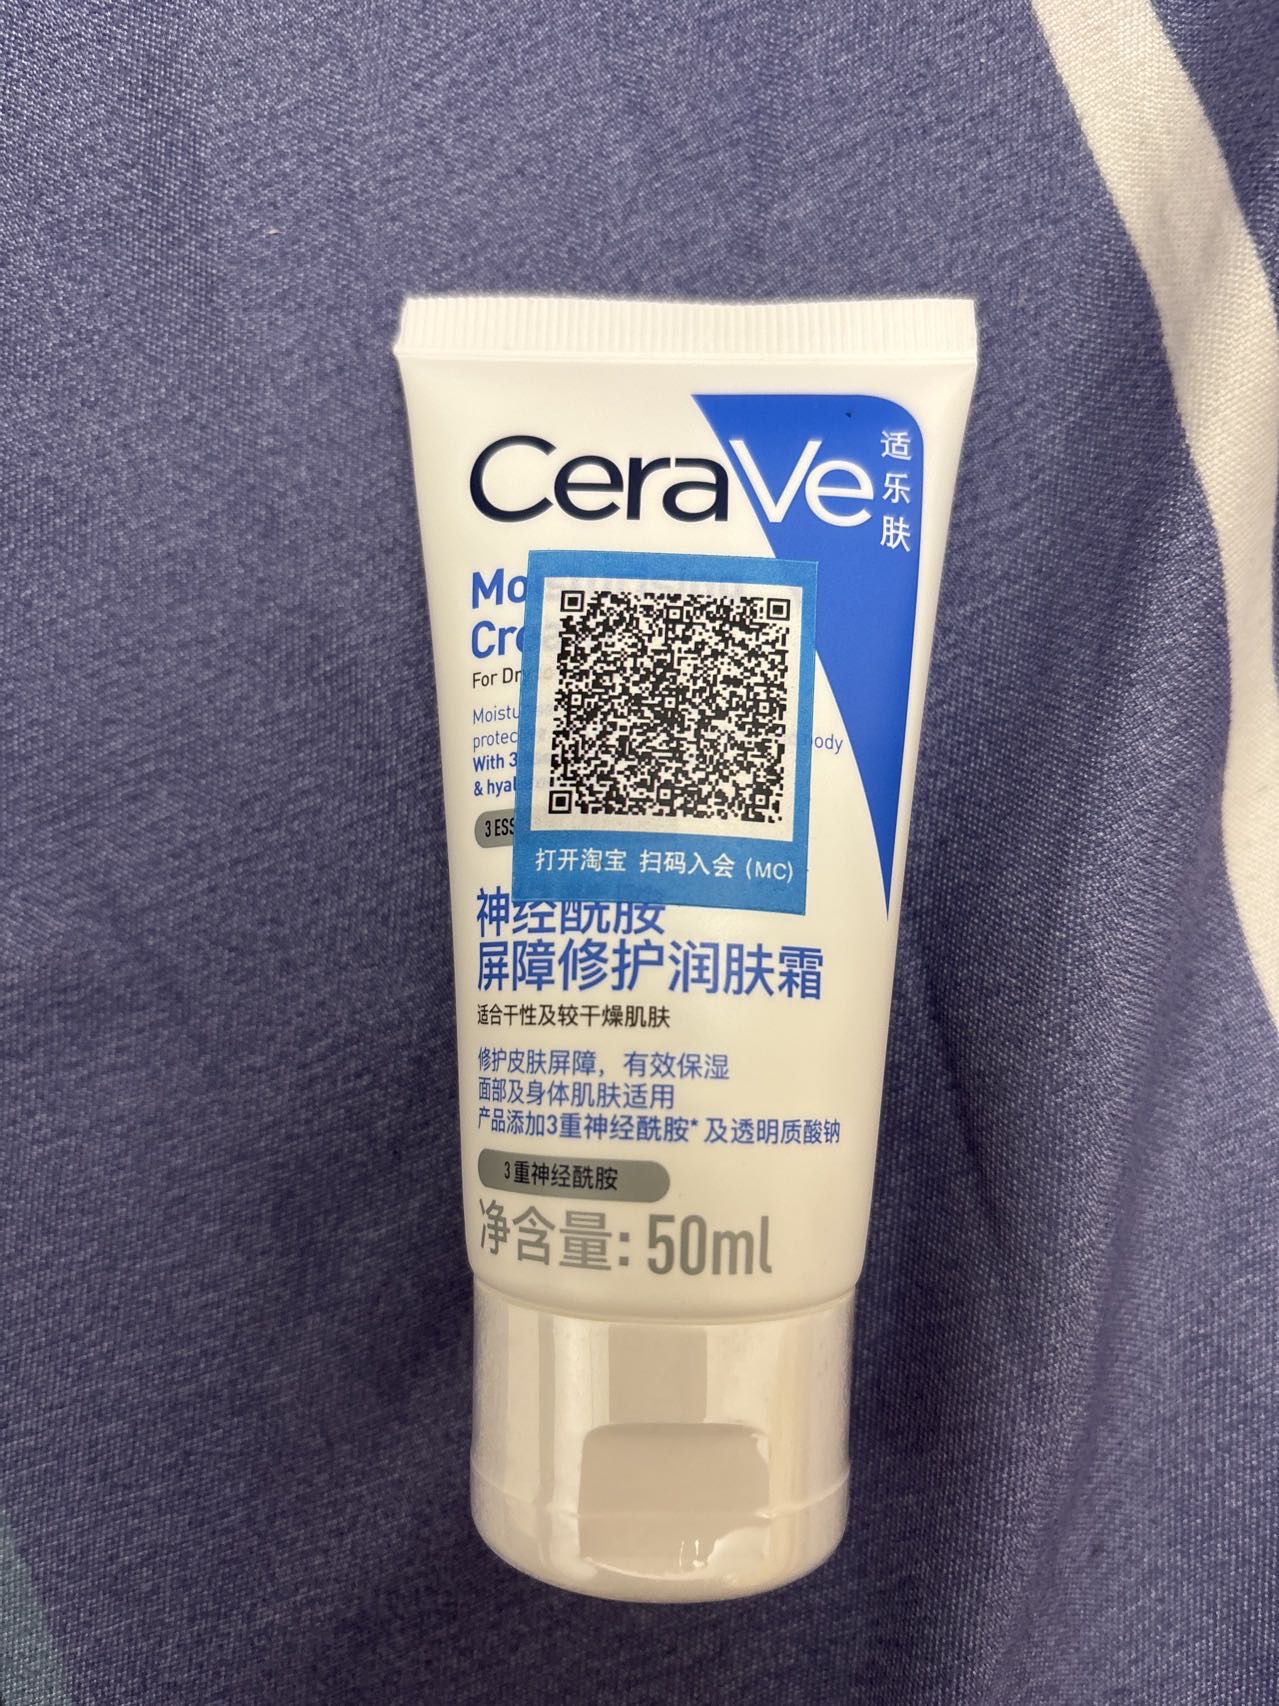 CeraVe
适乐肤
Mo
Cre
For Dry
Moistu
protec body
With 3
& hyal
3 ESS
打开淘宝 扫码入会 (MC)
神经酰胺
屏障修护润肤霜
适合干性及较干燥肌肤
修护皮肤屏障，有效保湿
面部及身体肌肤适用
产品添加3重神经酰胺* 及透明质酸钠
3重神经酰胺
净含量: 50ml